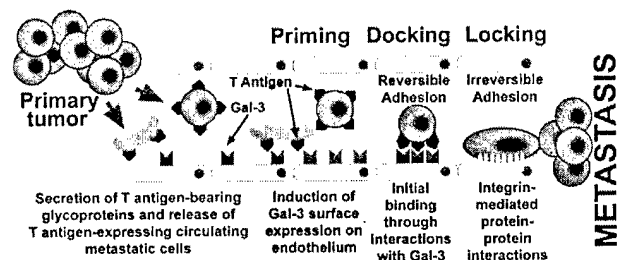 Priming Docking Locking
Primary
tumor
T Antigen
Gal-3
Reversible
Adhesion
Irreversible
Adhesion
Secretion of T antigen-bearing
glycoproteins and release of
T antigen-expressing circulating
metastatic cells
Induction of
Gal-3 surface
expression on
endothelium
Initial
binding
through
Interactions
with Gal-3
Integrin-
mediated
protein-
protein
interactions
METASTASIS